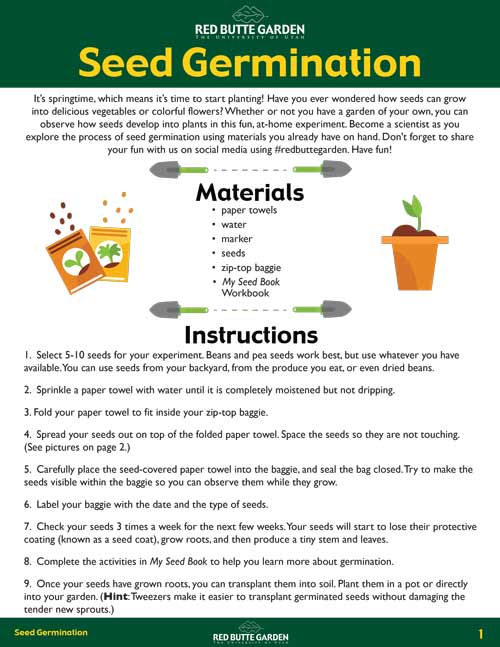 RED BUTTE GARDEN
THE UNIVERSITY OF UTAH
Seed Germination
It's springtime, which means it's time to start planting! Have you ever wondered how seeds can grow
into delicious vegetables or colorful flowers? Whether or not you have a garden of your own, you can
observe how seeds develop into plants in this fun, at-home experiment. Become a scientist as you
explore the process of seed germination using materials you already have on hand. Don't forget to share
your fun with us on social media using #redbuttegarden. Have fun!
Materials
• paper towels
• water
• marker
• seeds
• zip-top baggie
• My Seed Book
Workbook
Instructions
1. Select 5-10 seeds for your experiment. Beans and pea seeds work best, but use whatever you have
available. You can use seeds from your backyard, from the produce you eat, or even dried beans.
2. Sprinkle a paper towel with water until it is completely moistened but not dripping.
3. Fold your paper towel to fit inside your zip-top baggie.
4. Spread your seeds out on top of the folded paper towel. Space the seeds so they are not touching.
(See pictures on page 2.)
5. Carefully place the seed-covered paper towel into the baggie, and seal the bag closed. Try to make the
seeds visible within the baggie so you can observe them while they grow.
6. Label your baggie with the date and the type of seeds.
7. Check your seeds 3 times a week for the next few weeks. Your seeds will start to lose their protective
coating (known as a seed coat), grow roots, and then produce a tiny stem and leaves.
8. Complete the activities in My Seed Book to help you learn more about germination.
9. Once your seeds have grown roots, you can transplant them into soil. Plant them in a pot or directly
into your garden. (Hint: Tweezers make it easier to transplant germinated seeds without damaging the
tender new sprouts.)
Seed Germination
RED BUTTE GARDEN
THE UNIVERSITY OF UTAH
1